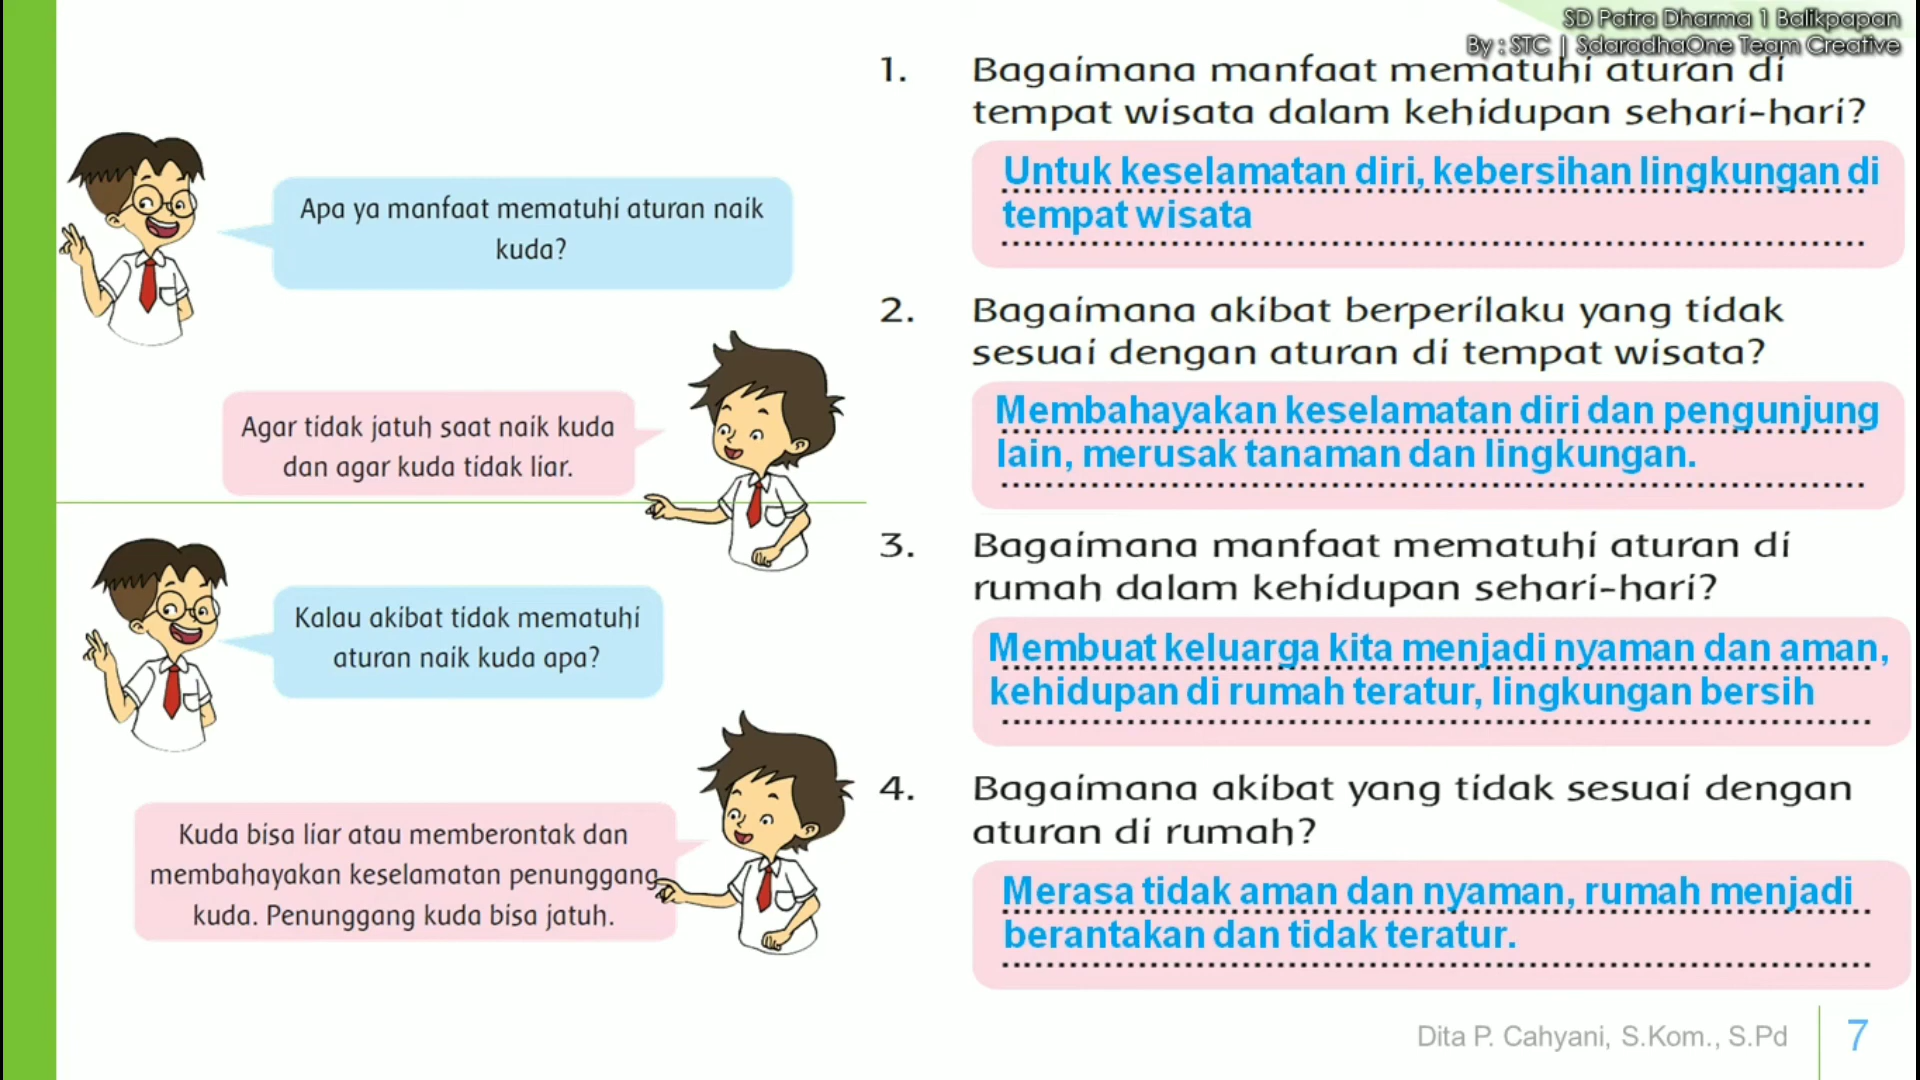 SD Patra Dharma 1 Balikpapan
By : STC | SdaradhaOne Team Creative
Apa ya manfaat mematuhi aturan naik
kuda?
Agar tidak jatuh saat naik kuda
dan agar kuda tidak liar.
Kalau akibat tidak mematuhi
aturan naik kuda apa?
Kuda bisa liar atau memberontak dan
membahayakan keselamatan penunggang
kuda. Penunggang kuda bisa jatuh.
1. Bagaimana manfaat mematuhi aturan di
tempat wisata dalam kehidupan sehari-hari?
Untuk keselamatan diri, kebersihan lingkungan di
tempat wisata
2. Bagaimana akibat berperilaku yang tidak
sesuai dengan aturan di tempat wisata?
Membahayakan keselamatan diri dan pengunjung
lain, merusak tanaman dan lingkungan.
3. Bagaimana manfaat mematuhi aturan di
rumah dalam kehidupan sehari-hari?
Membuat keluarga kita menjadi nyaman dan aman,
kehidupan di rumah teratur, lingkungan bersih
4. Bagaimana akibat yang tidak sesuai dengan
aturan di rumah?
Merasa tidak aman dan nyaman, rumah menjadi
berantakan dan tidak teratur.
Dita P. Cahyani, S.Kom., S.Pd
7